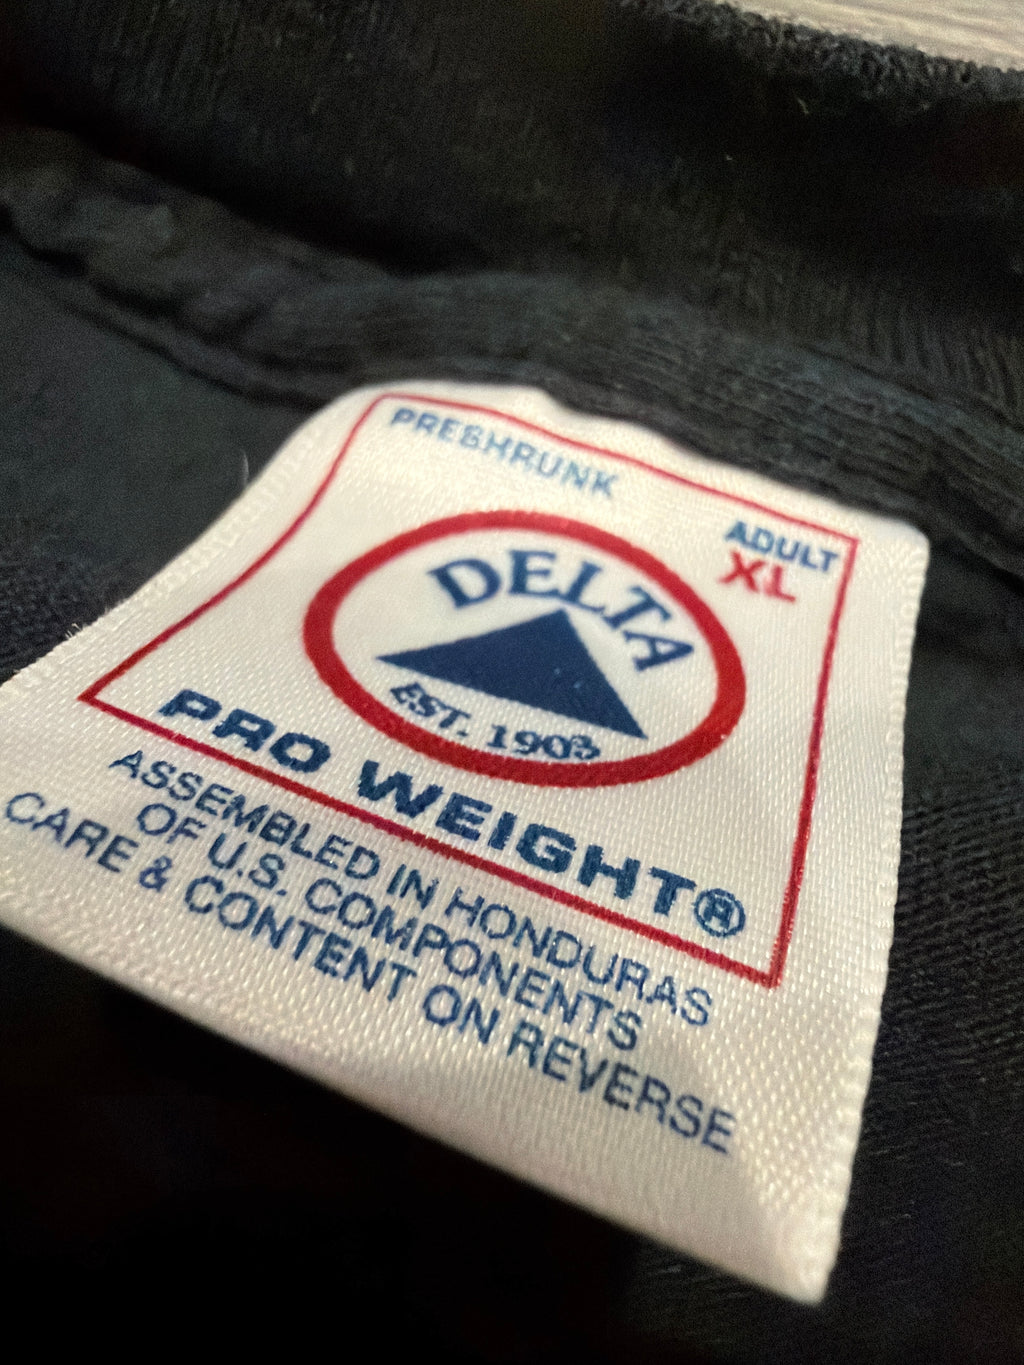 PRESHRUNK
ADULT
XL
DELTA
EST. 1903
PRO WEIGHT®
ASSEMBLED IN HONDURAS
OF U.S. COMPONENTS
CARE & CONTENT ON REVERSE